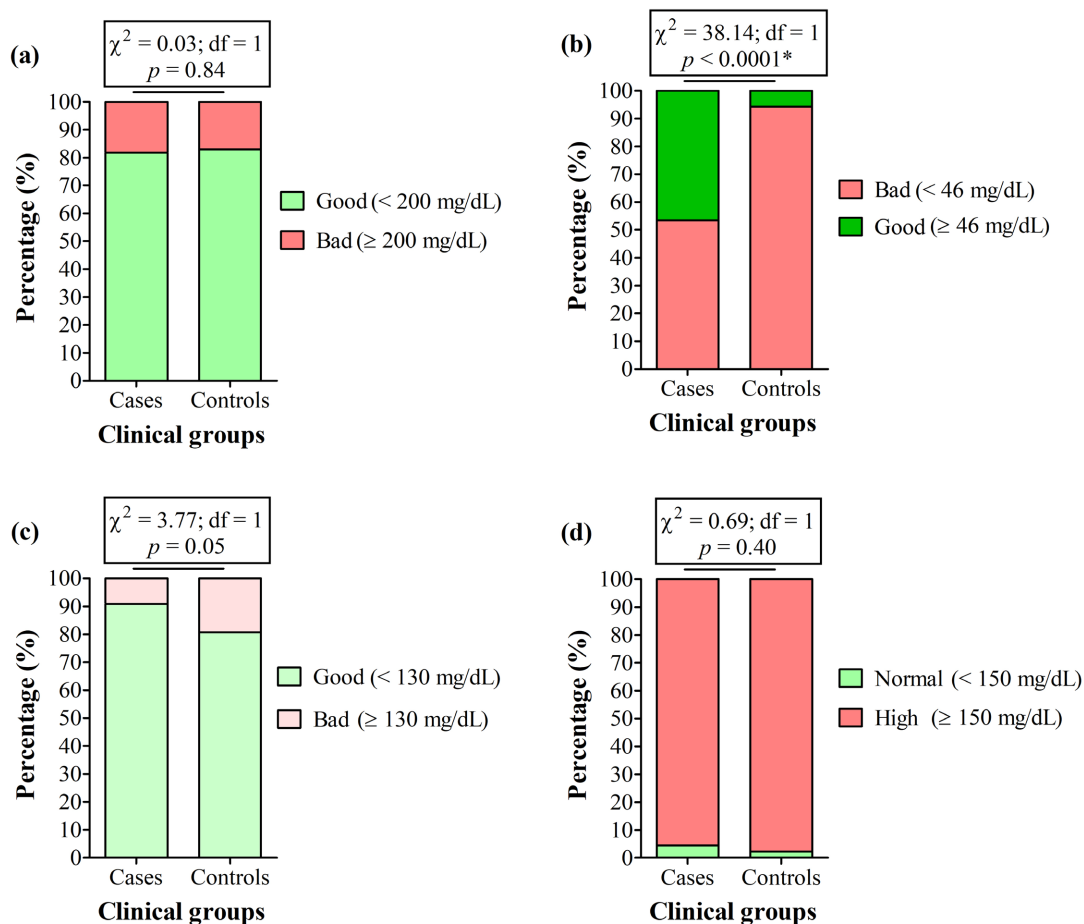 (a)
χ² = 0.03; df = 1
p = 0.84
Percentage (%)
100
90
80
70
60
50
40
30
20
10
0
Good (< 200 mg/dL)
Bad (≥ 200 mg/dL)
Cases Controls
Clinical groups
(b)
χ² = 38.14; df = 1
p < 0.0001*
Percentage (%)
100
90
80
70
60
50
40
30
20
10
0
Bad (< 46 mg/dL)
Good (≥ 46 mg/dL)
Cases Controls
Clinical groups
(c)
χ² = 3.77; df = 1
p = 0.05
Percentage (%)
100
90
80
70
60
50
40
30
20
10
0
Good (< 130 mg/dL)
Bad (≥ 130 mg/dL)
Cases Controls
Clinical groups
(d)
χ² = 0.69; df = 1
p = 0.40
Percentage (%)
100
90
80
70
60
50
40
30
20
10
0
Normal (< 150 mg/dL)
High (≥ 150 mg/dL)
Cases Controls
Clinical groups